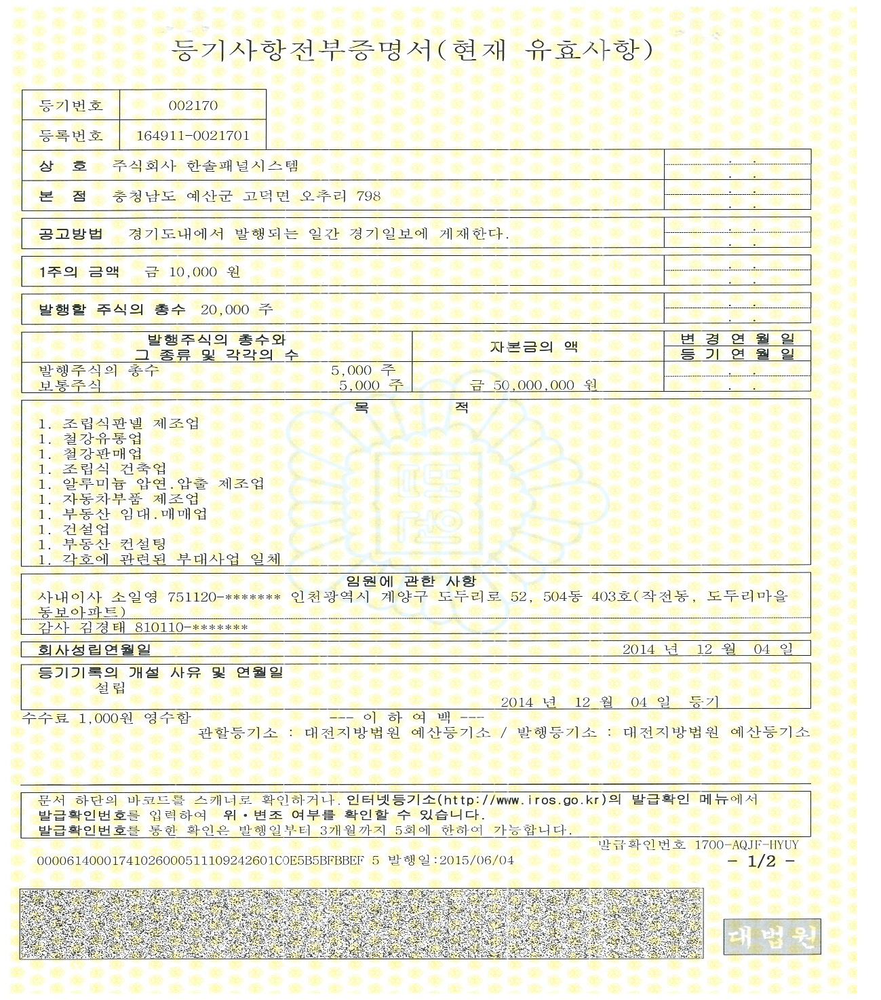 등기사항전부증명서(현재 유효사항)
등기번호 002170
등록번호 164911-0021701
상 호 주식회사 한솔패널시스템 . .
. .
본 점 충청남도 예산군 고덕면 오추리 798 . .
. .
공고방법 경기도내에서 발행되는 일간 경기일보에 게재한다. . .
. .
1주의 금액 금 10,000 원 . .
. .
발행할 주식의 총수 20,000 주 . .
. .
발행주식의 총수와
그 종류 및 각각의 수
자본금의 액
변 경 연 월 일
등 기 연 월 일
발행주식의 총수 5,000 주 . .
보통주식 5,000 주 금 50,000,000 원 . .
목 적
1. 조립식판넬 제조업
1. 철강유통업
1. 철강판매업
1. 조립식 건축업
1. 알루미늄 압연.압출 제조업
1. 자동차부품 제조업
1. 부동산 임대.매매업
1. 건설업
1. 부동산 컨설팅
1. 각호에 관련된 부대사업 일체
임원에 관한 사항
사내이사 소일영 751120-******* 인천광역시 계양구 도두리로 52, 504동 403호(작전동, 도두리마을
동보아파트)
감사 김경태 810110-*******
회사성립연월일 2014 년 12 월 04 일
등기기록의 개설 사유 및 연월일
설립
2014 년 12 월 04 일 등기
수수료 1,000원 영수함 --- 이 하 여 백 ---
관할등기소 : 대전지방법원 예산등기소 / 발행등기소 : 대전지방법원 예산등기소
문서 하단의 바코드를 스캐너로 확인하거나, 인터넷등기소(http://www.iros.go.kr)의 발급확인 메뉴에서
발급확인번호를 입력하여 위·변조 여부를 확인할 수 있습니다.
발급확인번호를 통한 확인은 발행일부터 3개월까지 5회에 한하여 가능합니다.
발급확인번호 1700-AQJF-HYUY
00006140001741026000511109242601C0E5B5BFBBEF 5 발행일:2015/06/04
- 1/2 -
대법원